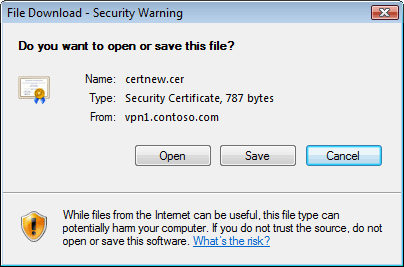 File Download - Security Warning
Do you want to open or save this file?
Name: certnew.cer
Type: Security Certificate, 787 bytes
From: vpn1.contoso.com
Open Save Cancel
While files from the Internet can be useful, this file type can
potentially harm your computer. If you do not trust the source, do not
open or save this software. What's the risk?